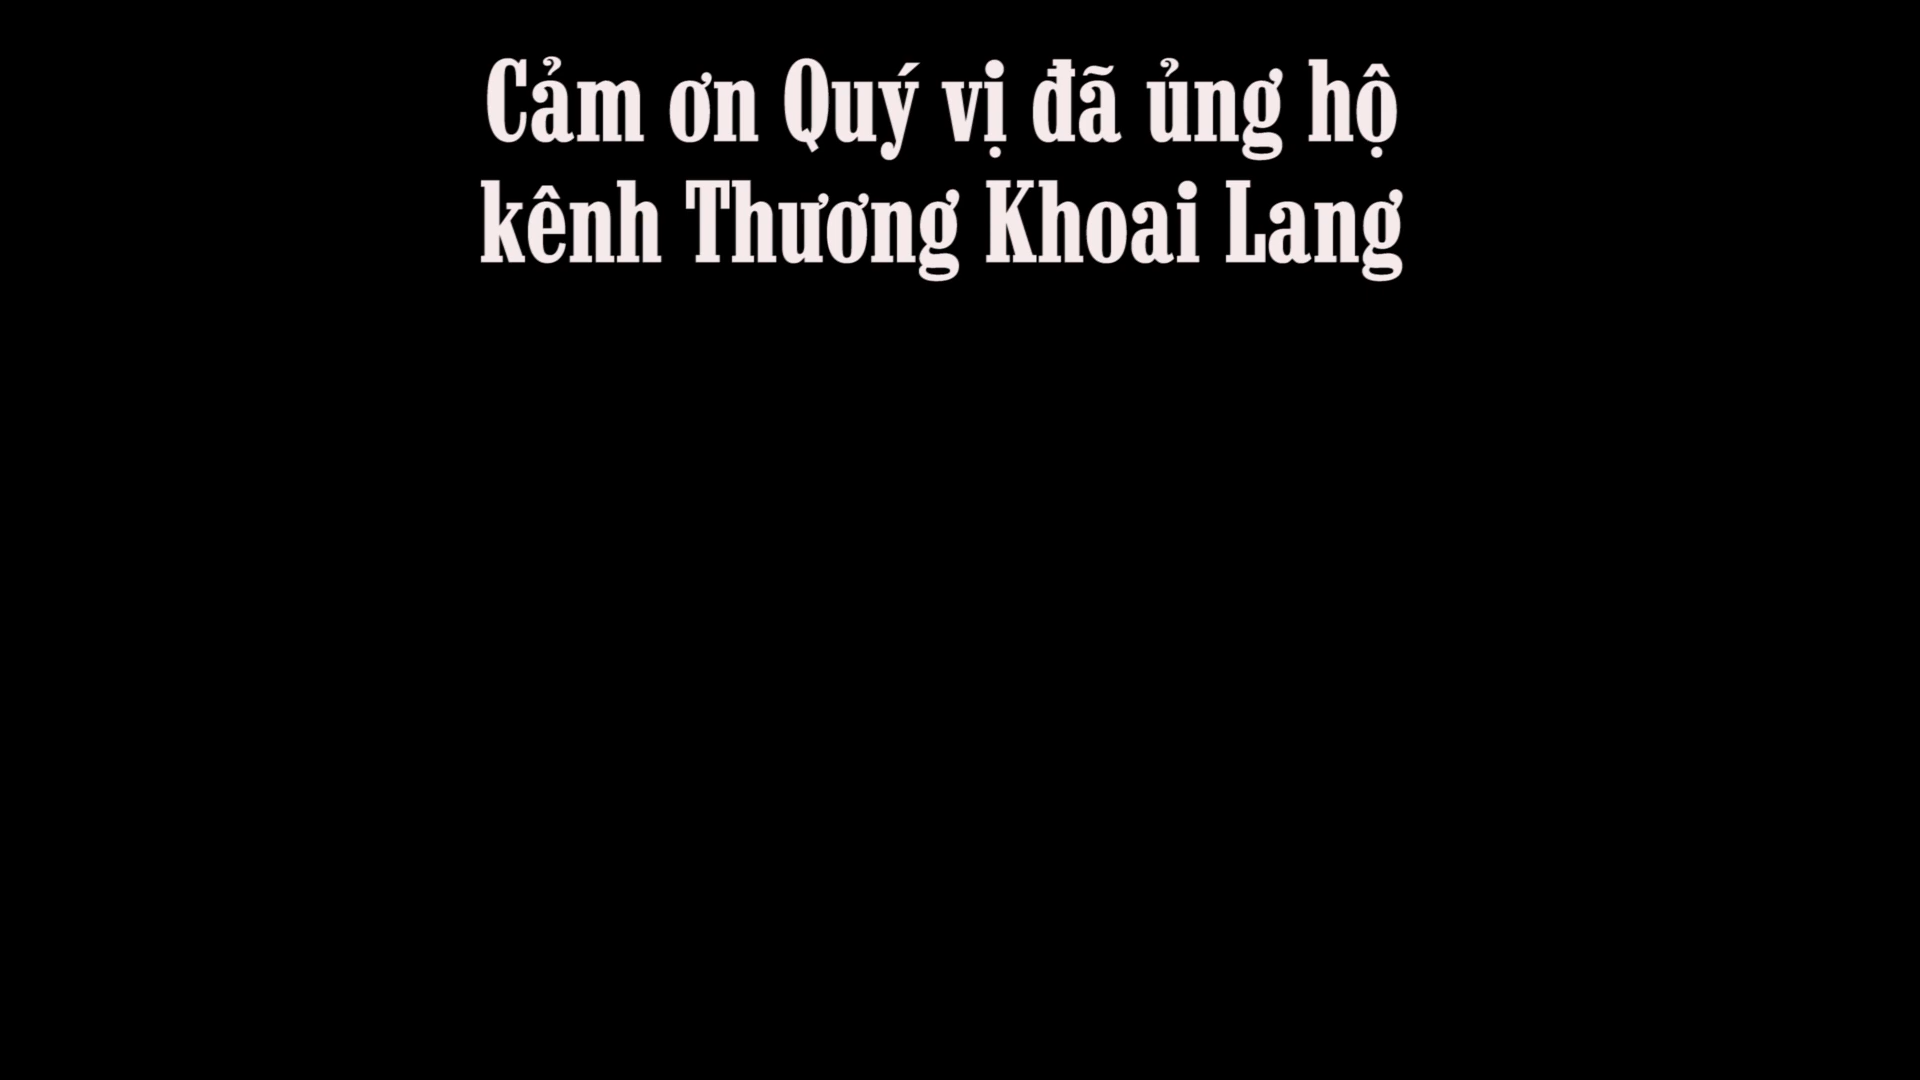 Cảm ơn Quý vị đã ủng hộ
kênh Thương Khoai Lang